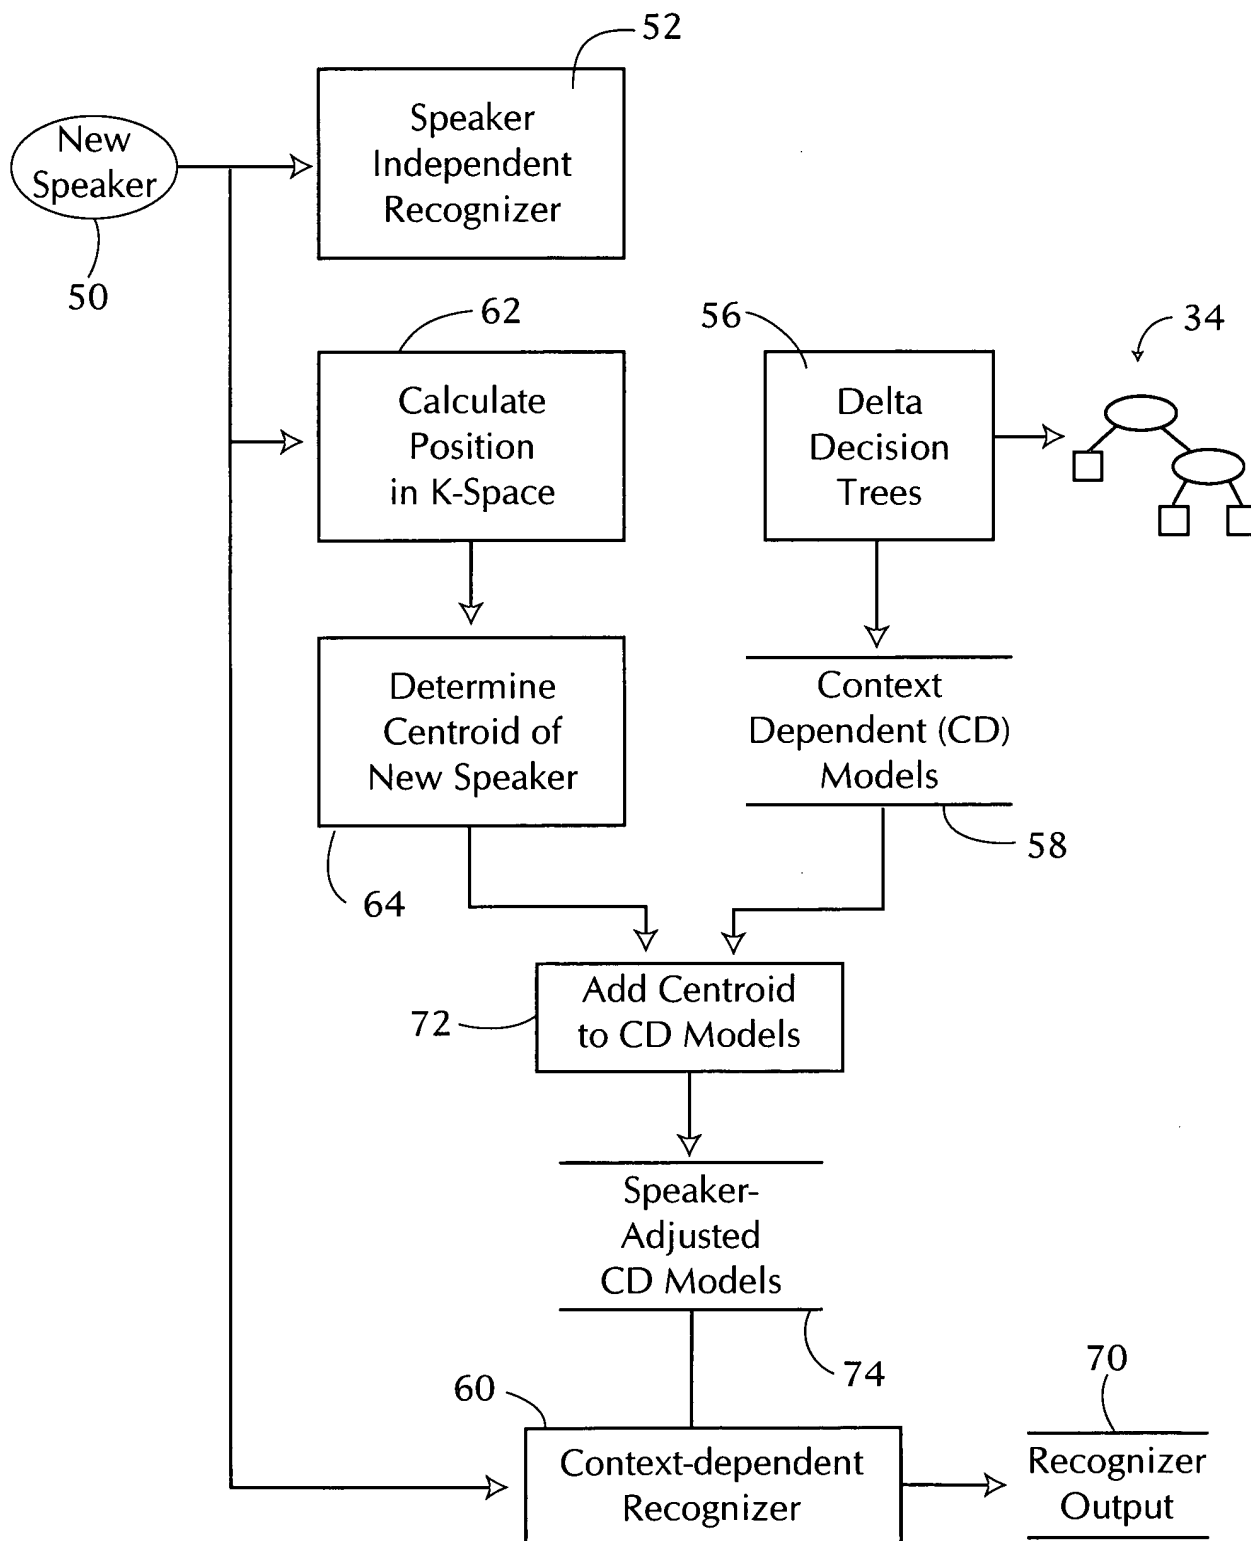 52
Speaker
Independent
Recognizer
New
Speaker
50
62
Calculate
Position
in K-Space
56
Delta
Decision
Trees
34
Determine
Centroid of
New Speaker
64
Context
Dependent (CD)
Models
58
72
Add Centroid
to CD Models
Speaker-
Adjusted
CD Models
74
60
Context-dependent
Recognizer
70
Recognizer
Output